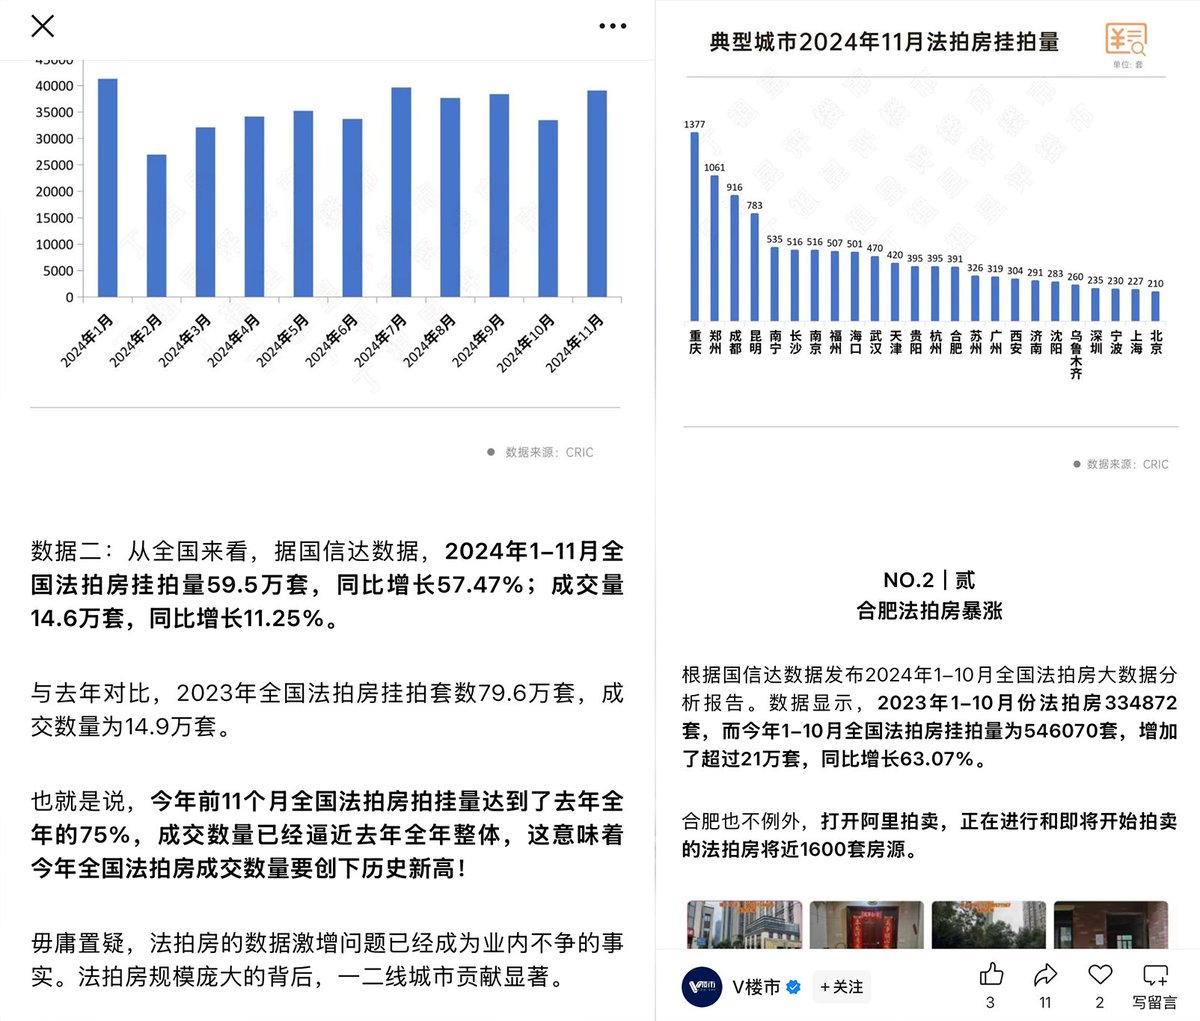 45000
40000
35000
30000
25000
20000
15000
10000
5000
0
2024年1月
2024年2月
2024年3月
2024年4月
2024年5月
2024年6月
2024年7月
2024年8月
2024年9月
2024年10月
2024年11月
数据来源：CRIC
数据二：从全国来看，据国信达数据，2024年1-11月全
国法拍房挂拍量59.5万套，同比增长57.47%；成交量
14.6万套，同比增长11.25%。
与去年对比，2023年全国法拍房挂拍套数79.6万套，成
交数量为14.9万套。
也就是说，今年前11个月全国法拍房拍挂量达到了去年全
年的75%，成交数量已经逼近去年全年整体，这意味着
今年全国法拍房成交数量要创下历史新高！
毋庸置疑，法拍房的数据激增问题已经成为业内不争的事
实。法拍房规模庞大的背后，一二线城市贡献显著。
典型城市2024年11月法拍房挂拍量
单位：套
1377
1061
916
783
535
516
516
507
501
470
420
395
395
391
326
319
304
291
283
260
235
230
227
210
重庆
郑州
成都
昆明
南宁
长沙
南京
福州
海口
武汉
天津
贵阳
杭州
合肥
苏州
广州
西安
济南
沈阳
乌鲁木齐
深圳
宁波
上海
北京
数据来源：CRIC
NO.2 | 贰
合肥法拍房暴涨
根据国信达数据发布2024年1-10月全国法拍房大数据分
析报告。数据显示，2023年1-10月份法拍房334872
套，而今年1-10月全国法拍房挂拍量为546070套，增加
了超过21万套，同比增长63.07%。
合肥也不例外，打开阿里拍卖，正在进行和即将开始拍卖
的法拍房将近1600套房源。
V楼市
+关注
3
11
2
写留言